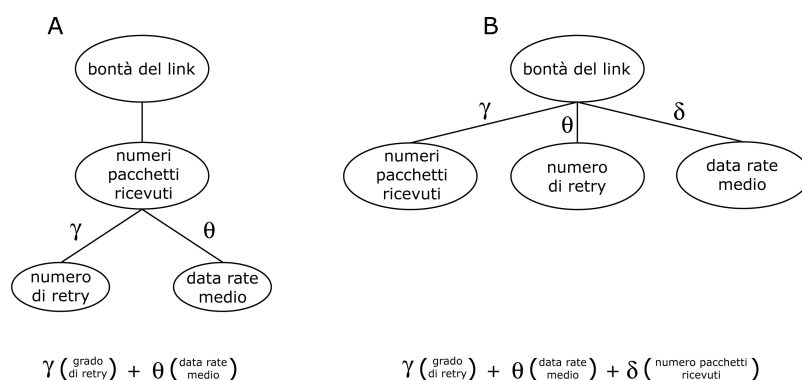 A
bontà del link
numeri
pacchetti
ricevuti
γ
θ
numero
di retry
data rate
medio
γ (grado di retry) + θ (data rate medio)
B
bontà del link
γ
θ
δ
numeri
pacchetti
ricevuti
numero
di retry
data rate
medio
γ (grado di retry) + θ (data rate medio) + δ (numero pacchetti ricevuti)